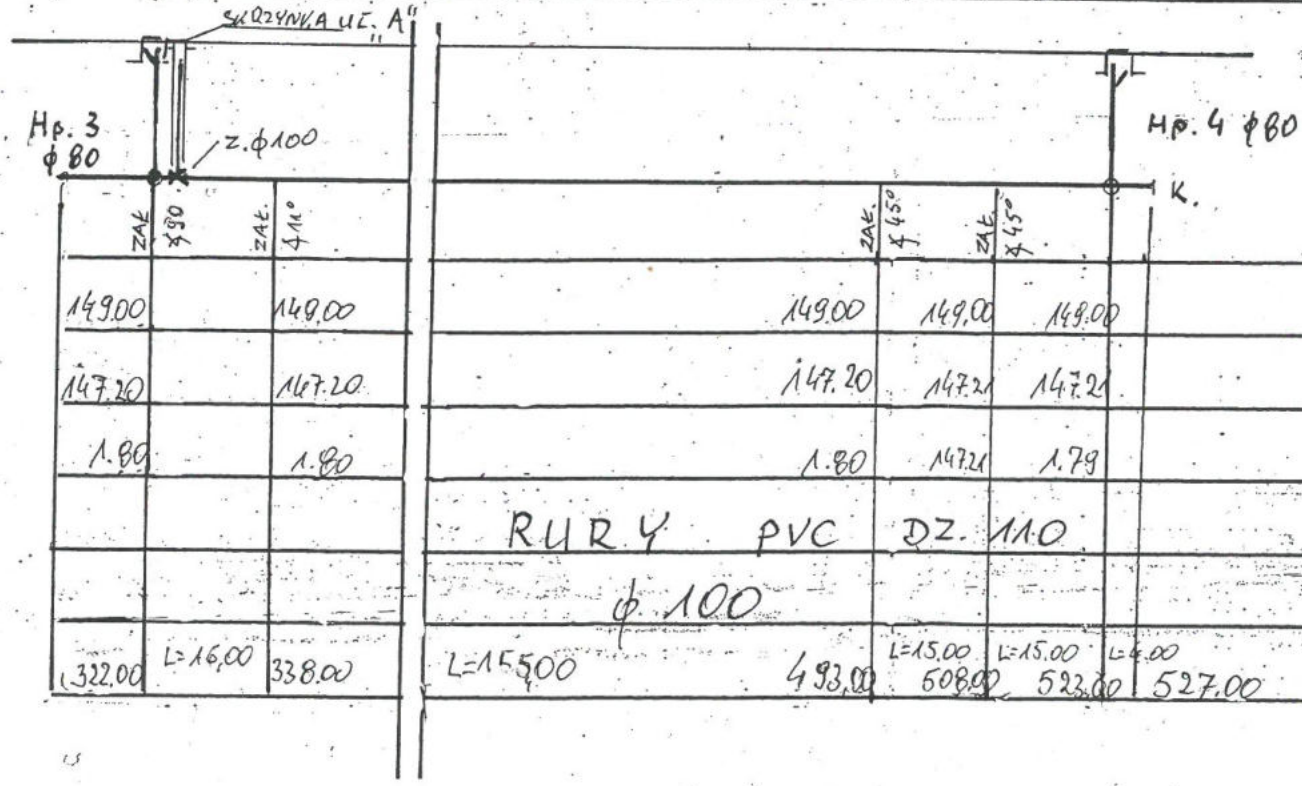 SKRZYNKA UL. „A"
Hp. 3
ϕ 80
z. ϕ100
Hp. 4 ϕ80
K.
ZAŁ. ∡90
ZAŁ. ∡11°
ZAŁ. ∡45°
ZAŁ. ∡45°
149.00 149.00 149.00 149.00 149.00
147.20 147.20 147.20 147.21 147.21
1.80 1.80 1.80 147.21 1.79
RURY PVC DZ. 110
ϕ 100
L=16,00 L=155,00 L=15.00 L=15.00 L=4.00
322.00 338.00 493,00 508,00 523,00 527.00